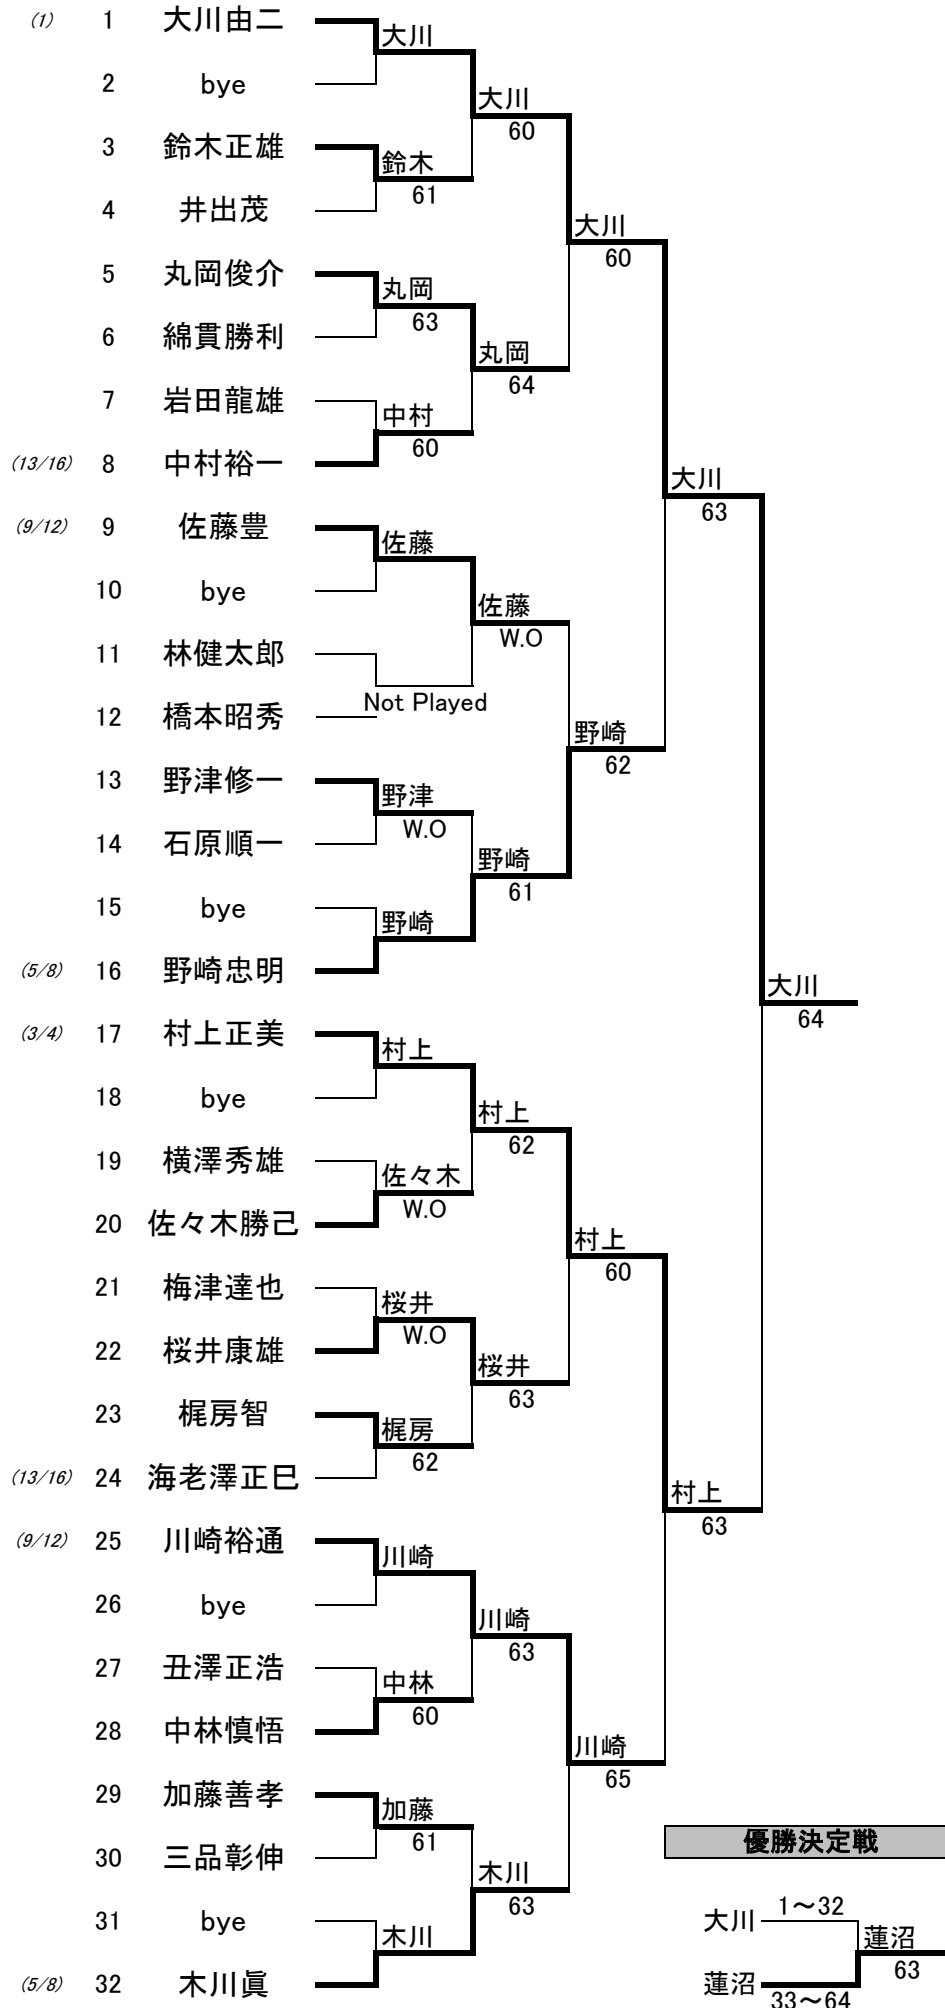 (1) 1 大川由二
大川
2 bye
大川
60
3 鈴木正雄
鈴木
61
4 井出茂
大川
60
5 丸岡俊介
丸岡
63
6 綿貫勝利
丸岡
64
7 岩田龍雄
中村
60
(13/16) 8 中村裕一
大川
63
(9/12) 9 佐藤豊
佐藤
10 bye
佐藤
W.O
11 林健太郎
Not Played
12 橋本昭秀
野崎
62
13 野津修一
野津
W.O
14 石原順一
野崎
61
15 bye
野崎
(5/8) 16 野崎忠明
大川
64
(3/4) 17 村上正美
村上
18 bye
村上
62
19 横澤秀雄
佐々木
W.O
20 佐々木勝己
村上
60
21 梅津達也
桜井
W.O
22 桜井康雄
桜井
63
23 梶房智
梶房
62
(13/16) 24 海老澤正巳
村上
63
(9/12) 25 川崎裕通
川崎
26 bye
川崎
63
27 丑澤正浩
中林
60
28 中林慎悟
川崎
65
29 加藤善孝
加藤
61
30 三品彰伸
木川
63
31 bye
木川
(5/8) 32 木川眞
優勝決定戦
大川 1～32
蓮沼
63
蓮沼 33～64